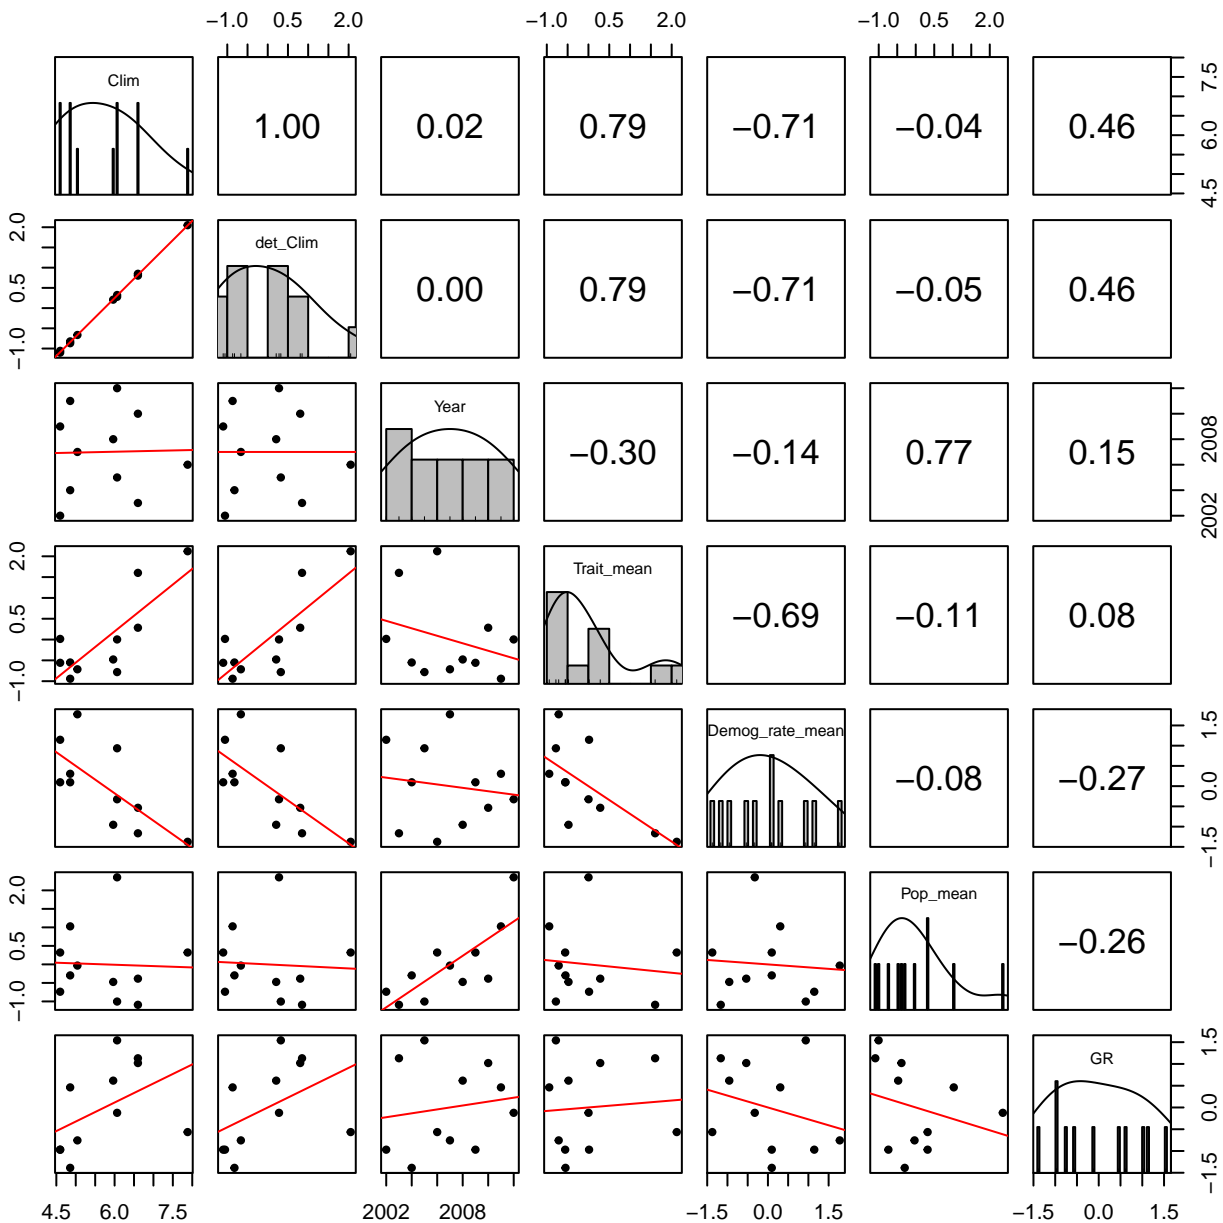 −1.0 0.5 2.0 −1.0 0.5 2.0 −1.0 0.5 2.0
Clim 1.00 0.02 0.79 −0.71 −0.04 0.46
4.5 6.0 7.5
−1.0 0.5 2.0
det_Clim 0.00 0.79 −0.71 −0.05 0.46
Year −0.30 −0.14 0.77 0.15
2002 2008
−1.0 0.5 2.0
Trait_mean −0.69 −0.11 0.08
Demog_rate_mean −0.08 −0.27
−1.5 0.0 1.5
−1.0 0.5 2.0
Pop_mean −0.26
GR
−1.5 0.0 1.5
4.5 6.0 7.5 2002 2008 −1.5 0.0 1.5 −1.5 0.0 1.5